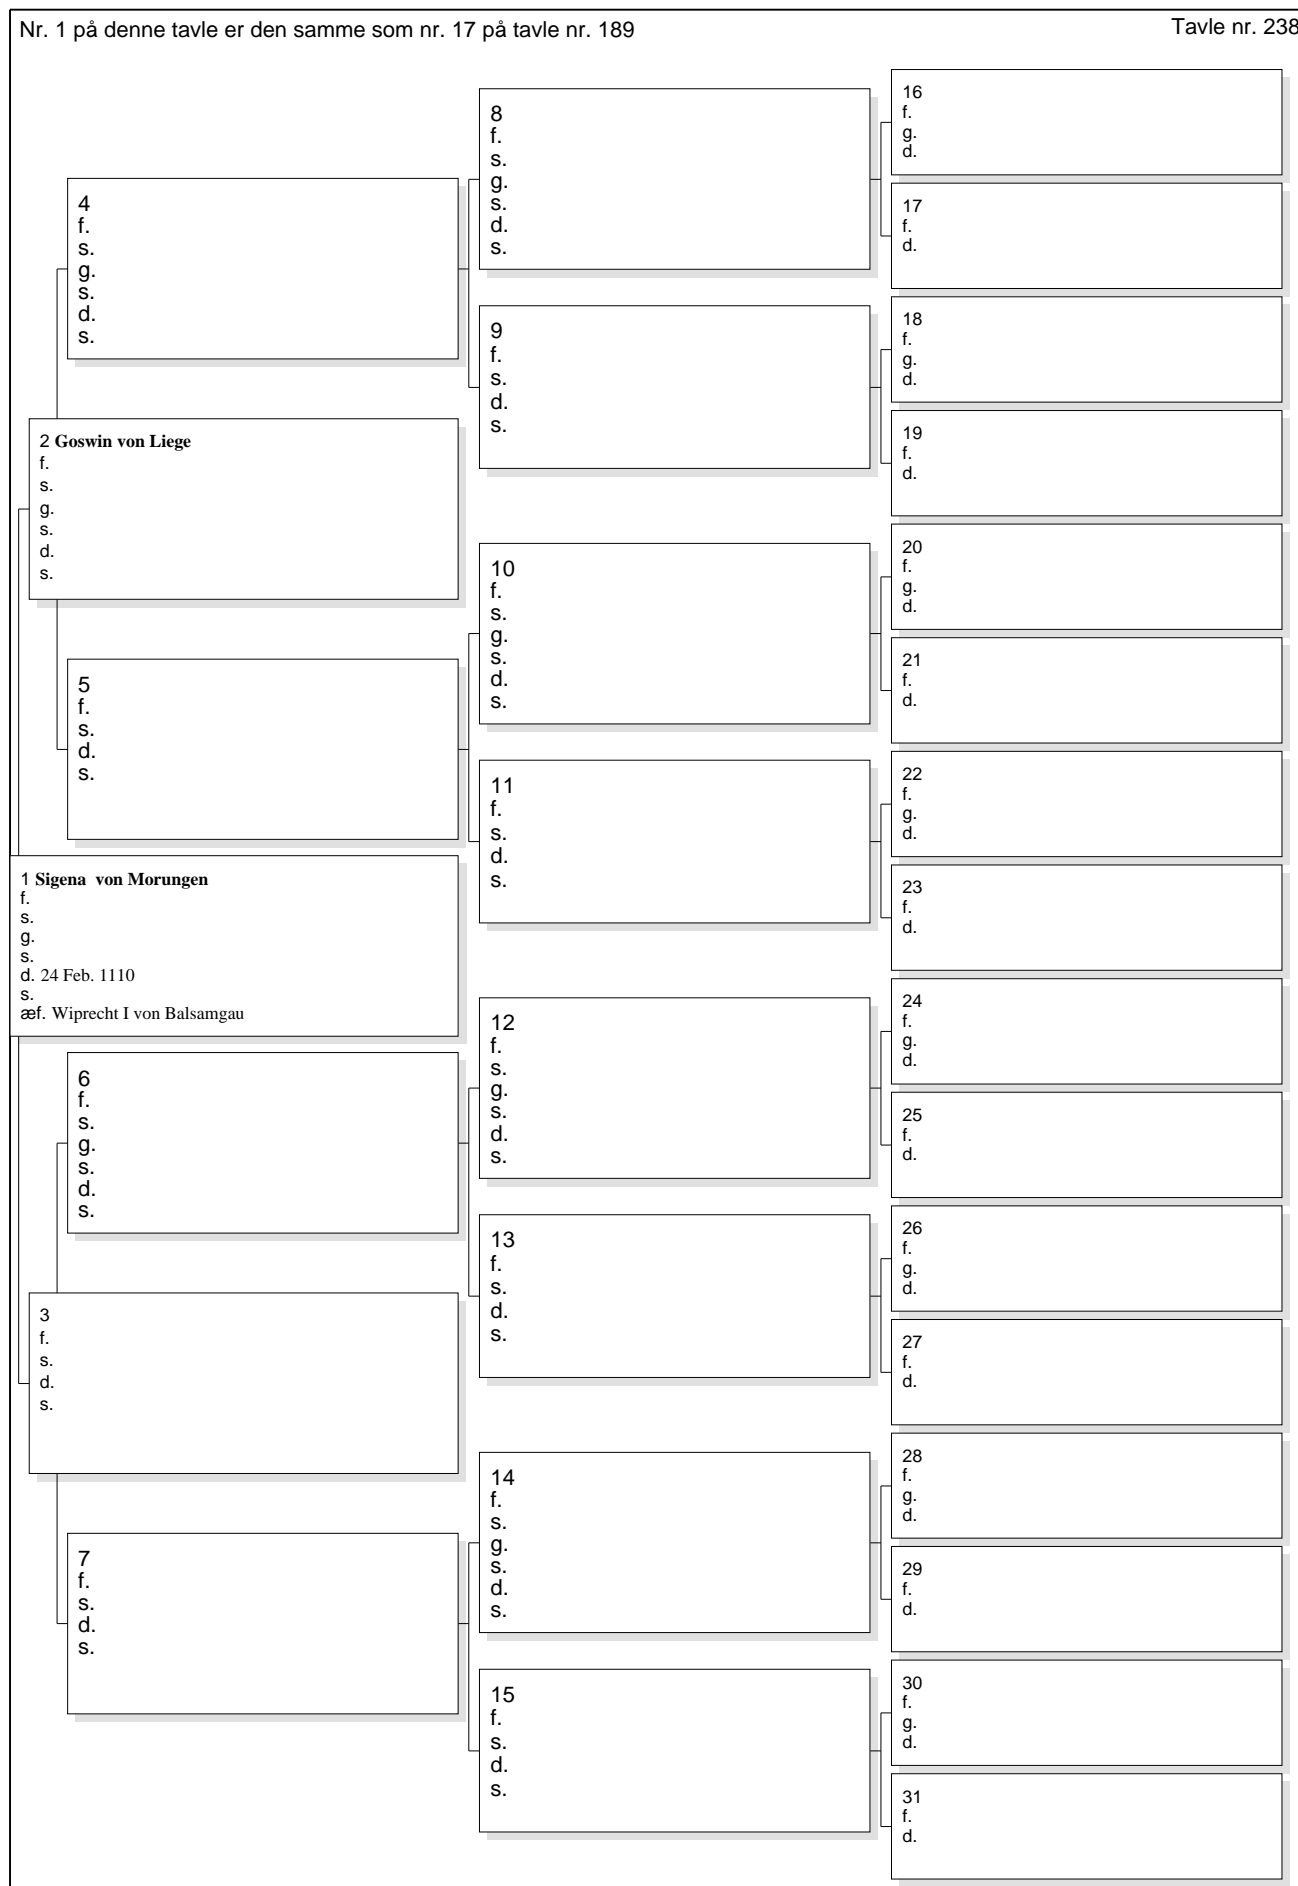 Nr. 1 på denne tavle er den samme som nr. 17 på tavle nr. 189
Tavle nr. 238
4
f.
s.
g.
s.
d.
s.
2 Goswin von Liege
f.
s.
g.
s.
d.
s.
5
f.
s.
d.
s.
1 Sigena von Morungen
f.
s.
g.
s.
d. 24 Feb. 1110
s.
æf. Wiprecht I von Balsamgau
6
f.
s.
g.
s.
d.
s.
3
f.
s.
d.
s.
7
f.
s.
d.
s.
8
f.
s.
g.
s.
d.
s.
9
f.
s.
d.
s.
10
f.
s.
g.
s.
d.
s.
11
f.
s.
d.
s.
12
f.
s.
g.
s.
d.
s.
13
f.
s.
d.
s.
14
f.
s.
g.
s.
d.
s.
15
f.
s.
d.
s.
16
f.
g.
d.
17
f.
d.
18
f.
g.
d.
19
f.
d.
20
f.
g.
d.
21
f.
d.
22
f.
g.
d.
23
f.
d.
24
f.
g.
d.
25
f.
d.
26
f.
g.
d.
27
f.
d.
28
f.
g.
d.
29
f.
d.
30
f.
g.
d.
31
f.
d.